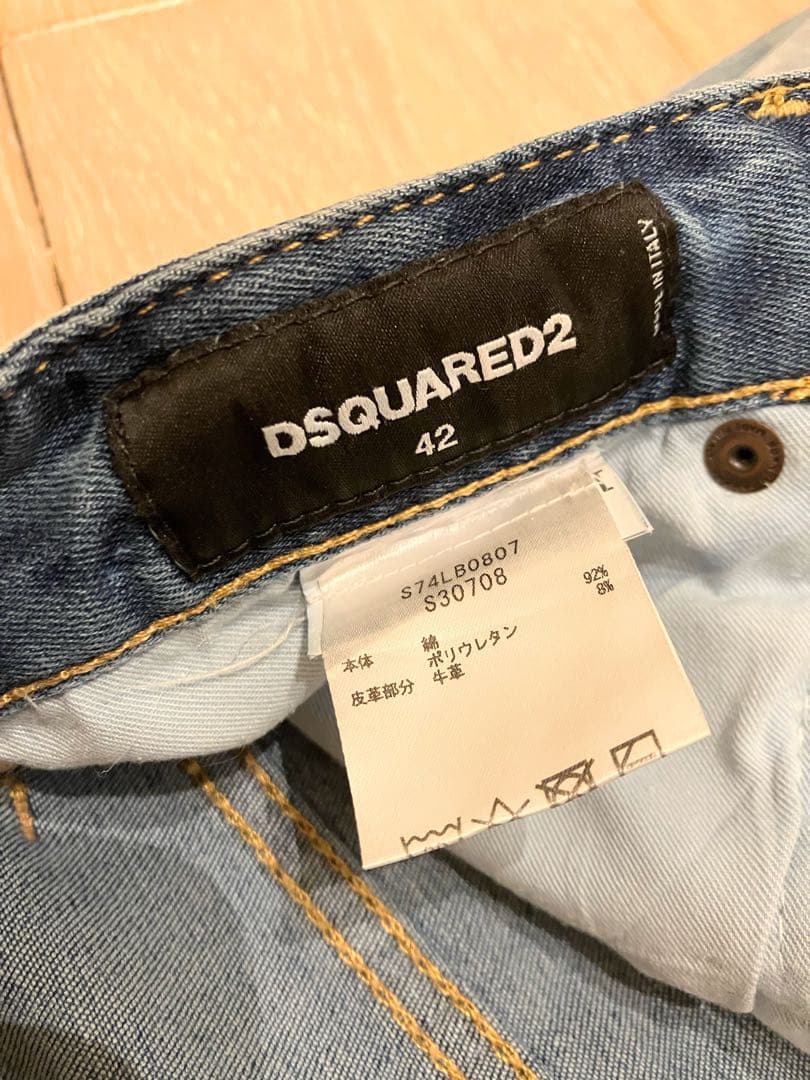 DSQUARED2
42
IN ITALY
S74LB0807
S30708
本体 綿 92%
ポリウレタン 8%
皮革部分 牛革